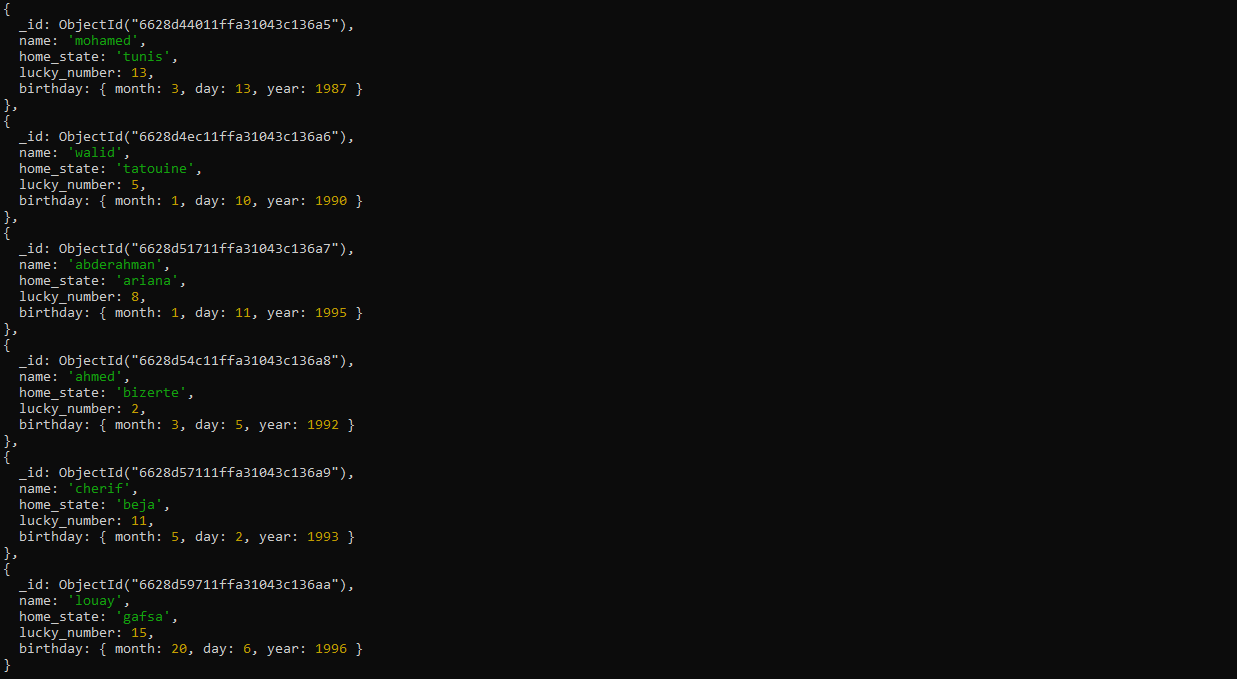 {
  _id: ObjectId("6628d44011ffa31043c136a5"),
  name: 'mohamed',
  home_state: 'tunis',
  lucky_number: 13,
  birthday: { month: 3, day: 13, year: 1987 }
},
{
  _id: ObjectId("6628d4ec11ffa31043c136a6"),
  name: 'walid',
  home_state: 'tatouine',
  lucky_number: 5,
  birthday: { month: 1, day: 10, year: 1990 }
},
{
  _id: ObjectId("6628d51711ffa31043c136a7"),
  name: 'abderahman',
  home_state: 'ariana',
  lucky_number: 8,
  birthday: { month: 1, day: 11, year: 1995 }
},
{
  _id: ObjectId("6628d54c11ffa31043c136a8"),
  name: 'ahmed',
  home_state: 'bizerte',
  lucky_number: 2,
  birthday: { month: 3, day: 5, year: 1992 }
},
{
  _id: ObjectId("6628d57111ffa31043c136a9"),
  name: 'cherif',
  home_state: 'beja',
  lucky_number: 11,
  birthday: { month: 5, day: 2, year: 1993 }
},
{
  _id: ObjectId("6628d59711ffa31043c136aa"),
  name: 'louay',
  home_state: 'gafsa',
  lucky_number: 15,
  birthday: { month: 20, day: 6, year: 1996 }
}